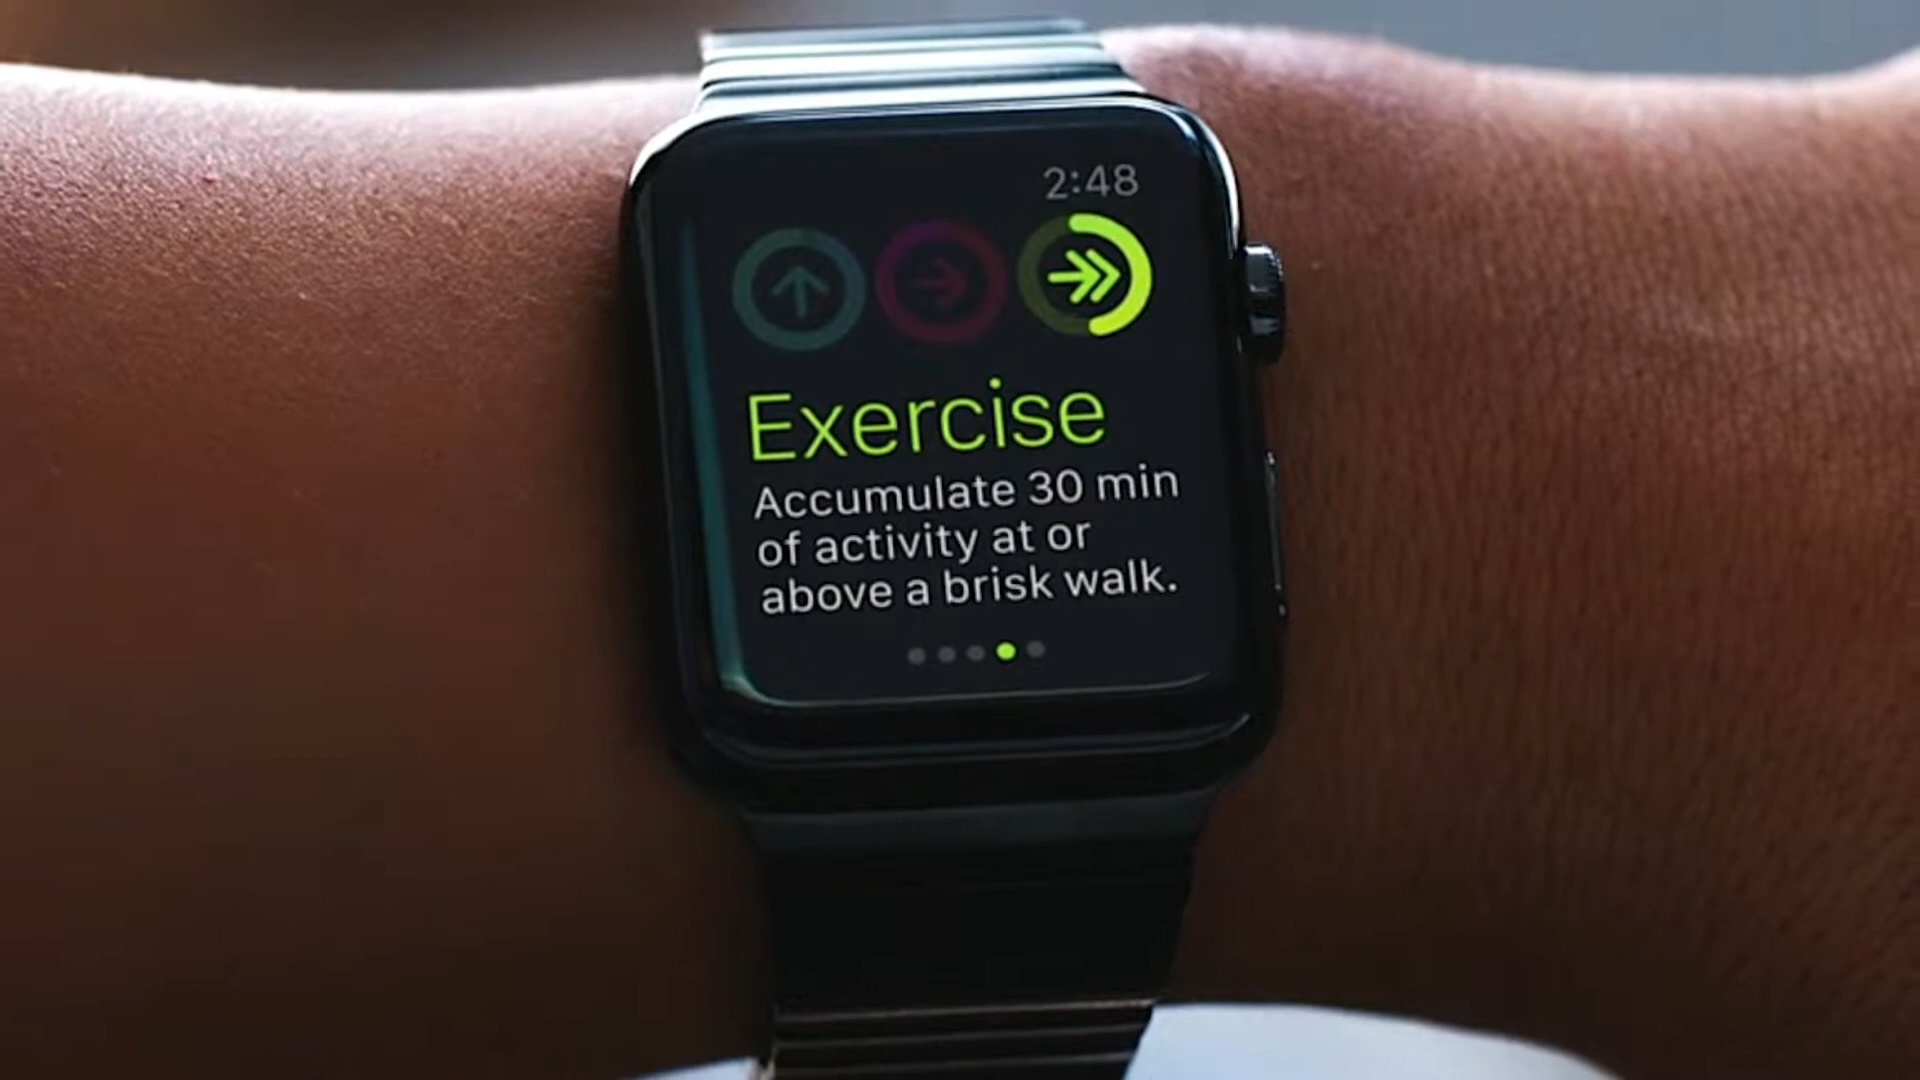 2:48
Exercise
Accumulate 30 min
of activity at or
above a brisk walk.